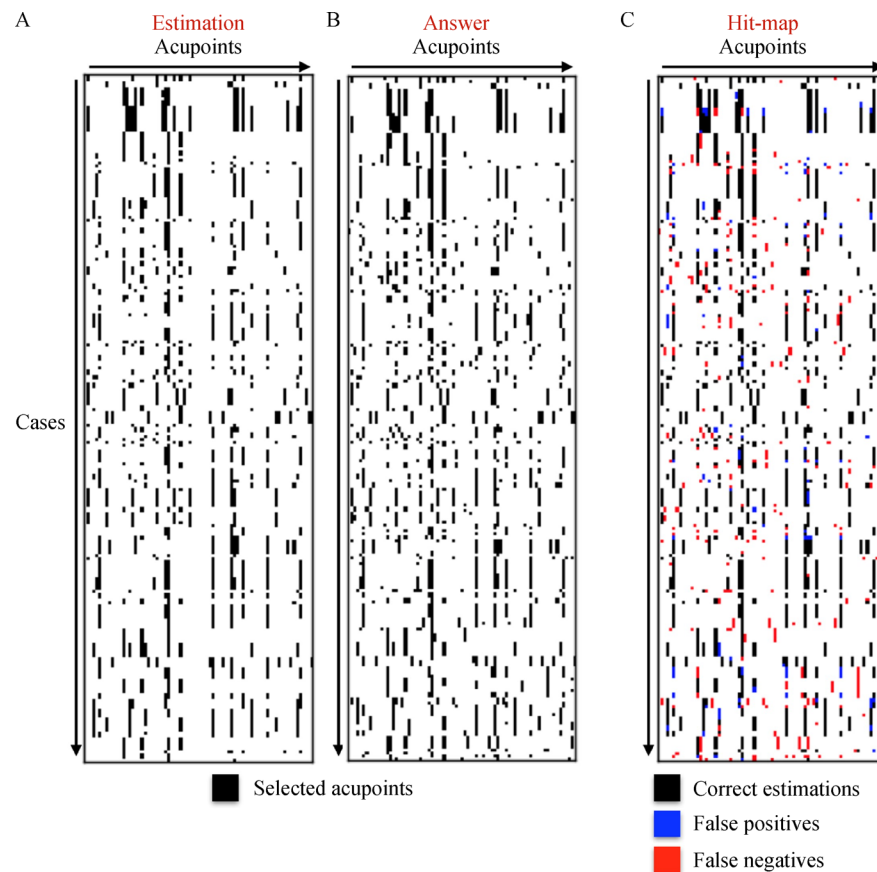 A
Estimation
Acupoints
B
Answer
Acupoints
C
Hit-map
Acupoints
Cases
Selected acupoints
Correct estimations
False positives
False negatives